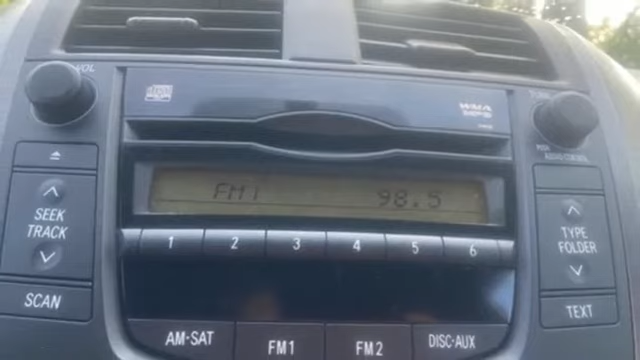 VOL
WMA
MP3
FM1 98.5
1 2 3 4 5 6
SEEK
TRACK
TYPE
FOLDER
SCAN
TEXT
AM·SAT FM1 FM2 DISC·AUX